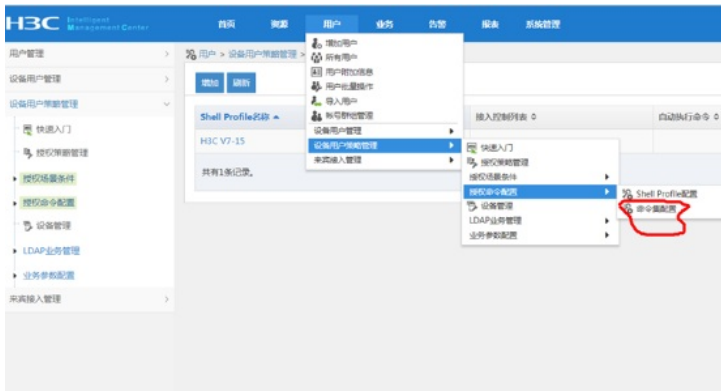 H3C Intelligent Management Center
首页 资源 用户 业务 告警 报表 系统管理
用户管理
设备用户管理
设备用户策略管理
快速入门
授权策略管理
授权场景条件
授权命令配置
设备管理
LDAP业务管理
业务参数配置
来宾接入管理
用户 > 设备用户策略管理 >
增加 刷新
Shell Profile名称 接入控制列表 自动执行命令
H3C V7-15
共有1条记录。
增加用户
所有用户
用户附加信息
用户批量操作
导入用户
帐号群组管理
设备用户管理
设备用户策略管理
来宾接入管理
快速入门
授权策略管理
授权场景条件
授权命令配置
设备管理
LDAP业务管理
业务参数配置
Shell Profile配置
命令集配置